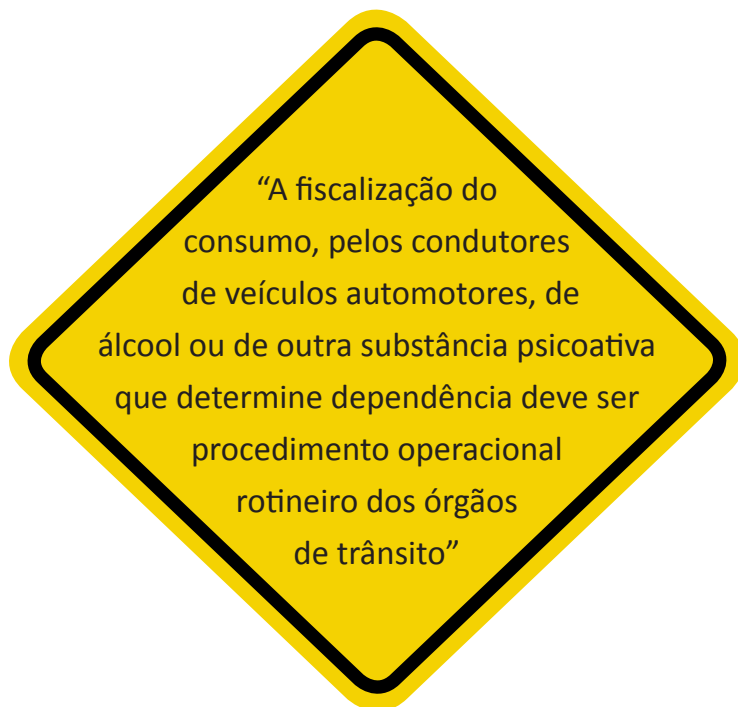 “A fiscalização do
consumo, pelos condutores
de veículos automotores, de
álcool ou de outra substância psicoativa
que determine dependência deve ser
procedimento operacional
rotineiro dos órgãos
de trânsito”